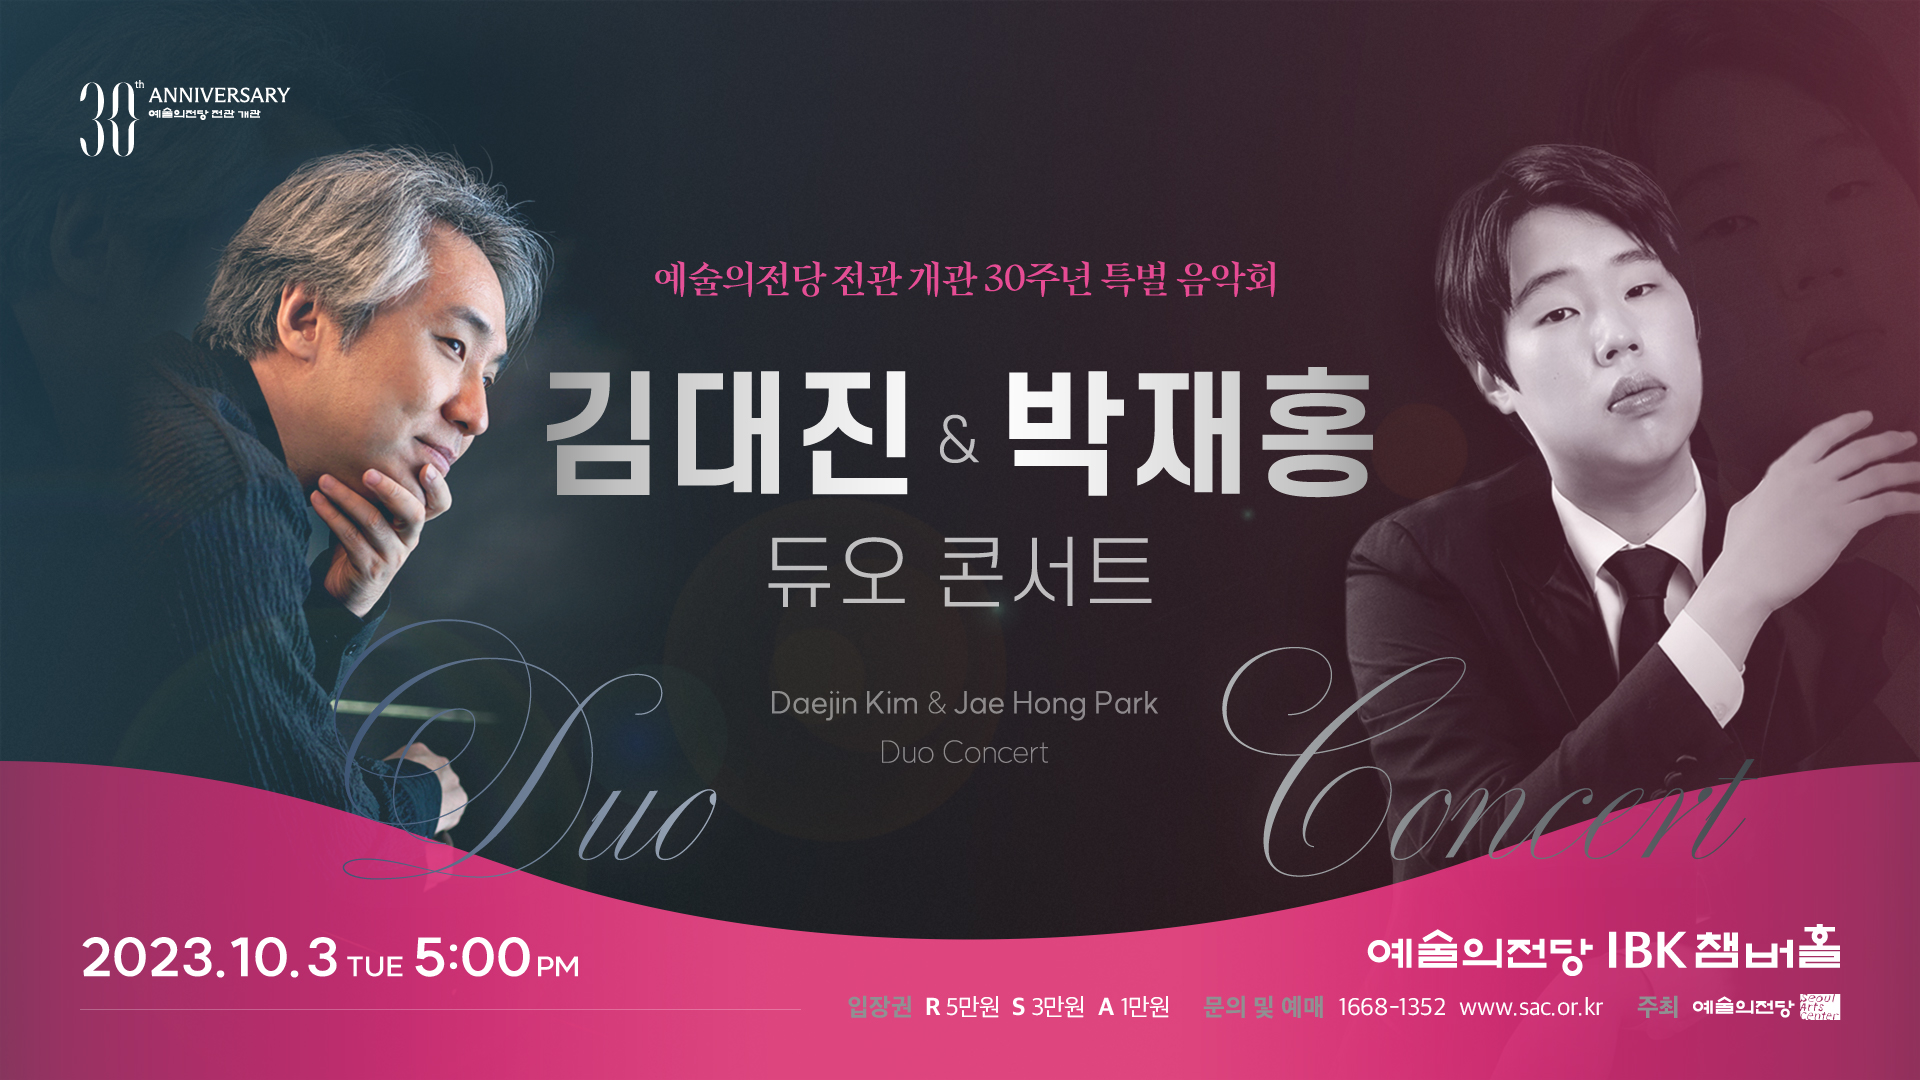 30th ANNIVERSARY
예술의전당 전관 개관
예술의전당 전관 개관 30주년 특별 음악회
김대진 & 박재홍
듀오 콘서트
Daejin Kim & Jae Hong Park
Duo Concert
Duo Concert
2023.10.3 TUE 5:00 PM
예술의전당 IBK 챔버홀
입장권 R 5만원 S 3만원 A 1만원 문의 및 예매 1668-1352 www.sac.or.kr 주최 예술의전당 Seoul Arts Center